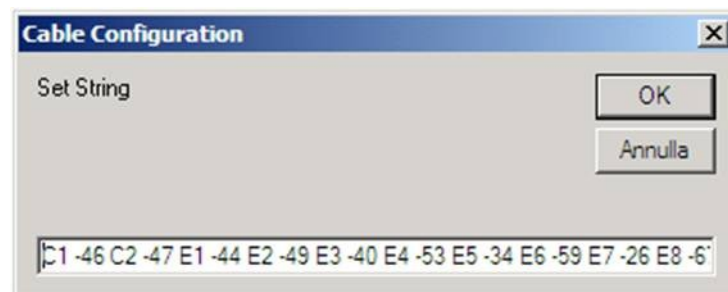 Cable Configuration
Set String
OK
Annulla
C1 -46 C2 -47 E1 -44 E2 -49 E3 -40 E4 -53 E5 -34 E6 -59 E7 -26 E8